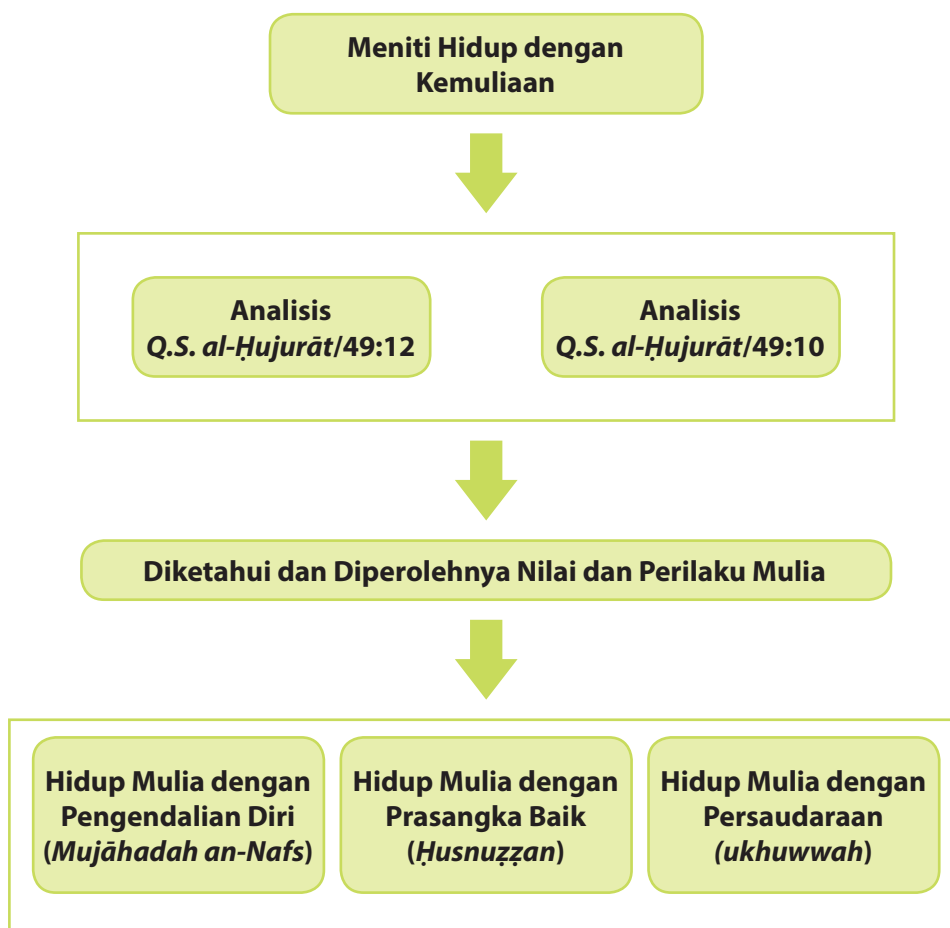 Meniti Hidup dengan
Kemuliaan
Analisis
Q.S. al-Ḥujurāt/49:12
Analisis
Q.S. al-Ḥujurāt/49:10
Diketahui dan Diperolehnya Nilai dan Perilaku Mulia
Hidup Mulia dengan
Pengendalian Diri
(Mujāhadah an-Nafs)
Hidup Mulia dengan
Prasangka Baik
(Ḥusnuẓẓan)
Hidup Mulia dengan
Persaudaraan
(ukhuwwah)